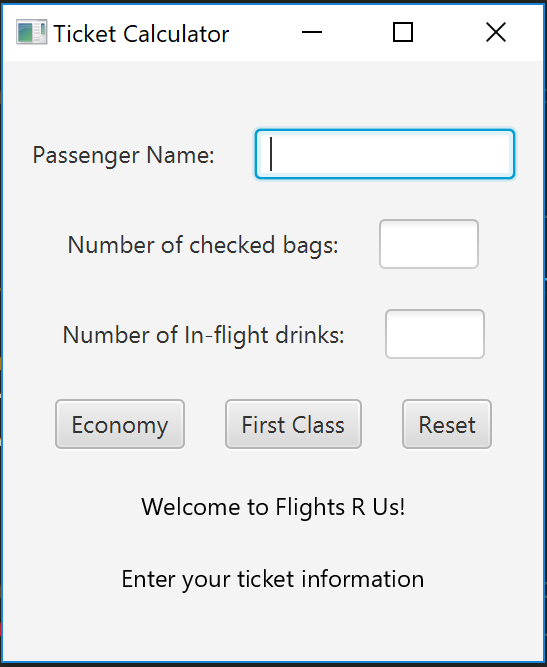 Ticket Calculator
Passenger Name:
Number of checked bags:
Number of In-flight drinks:
Economy First Class Reset
Welcome to Flights R Us!
Enter your ticket information